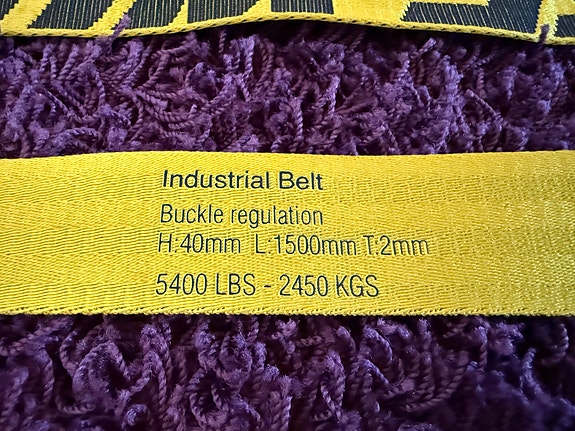 Industrial Belt
Buckle regulation
H:40mm L:1500mm T:2mm
5400 LBS - 2450 KGS